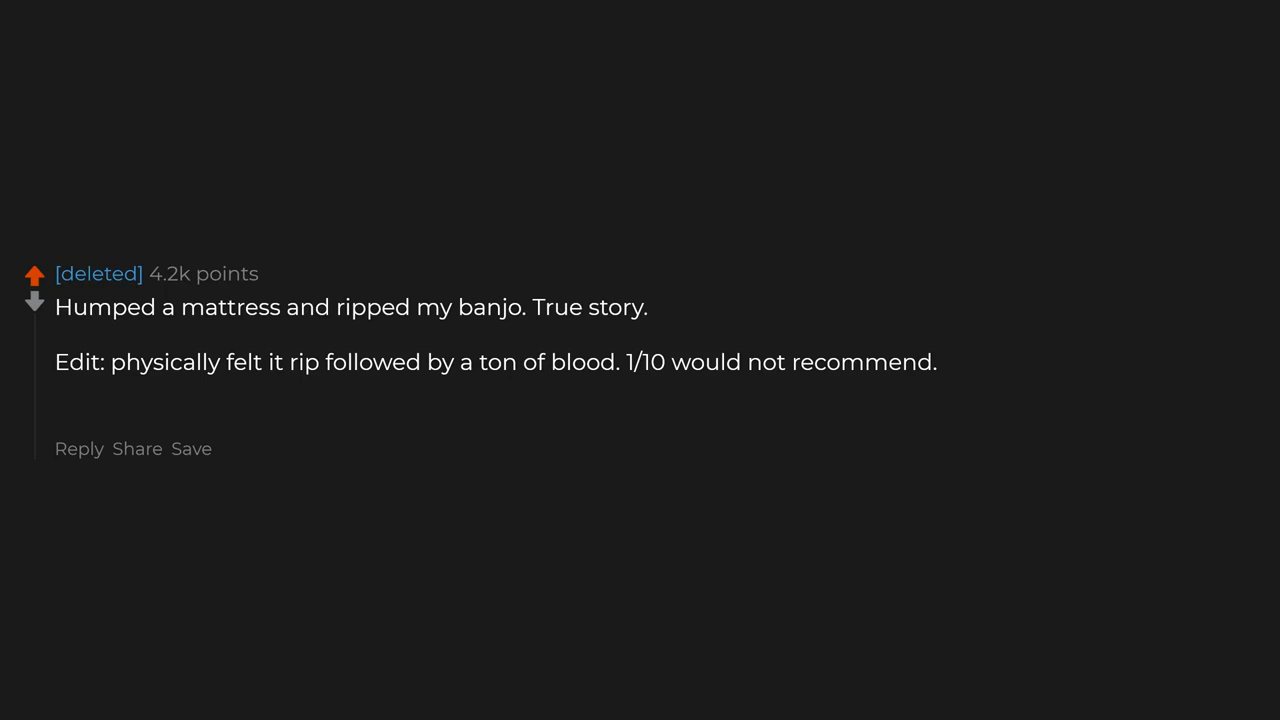 [deleted] 4.2k points
Humped a mattress and ripped my banjo. True story.
Edit: physically felt it rip followed by a ton of blood. 1/10 would not recommend.
Reply Share Save